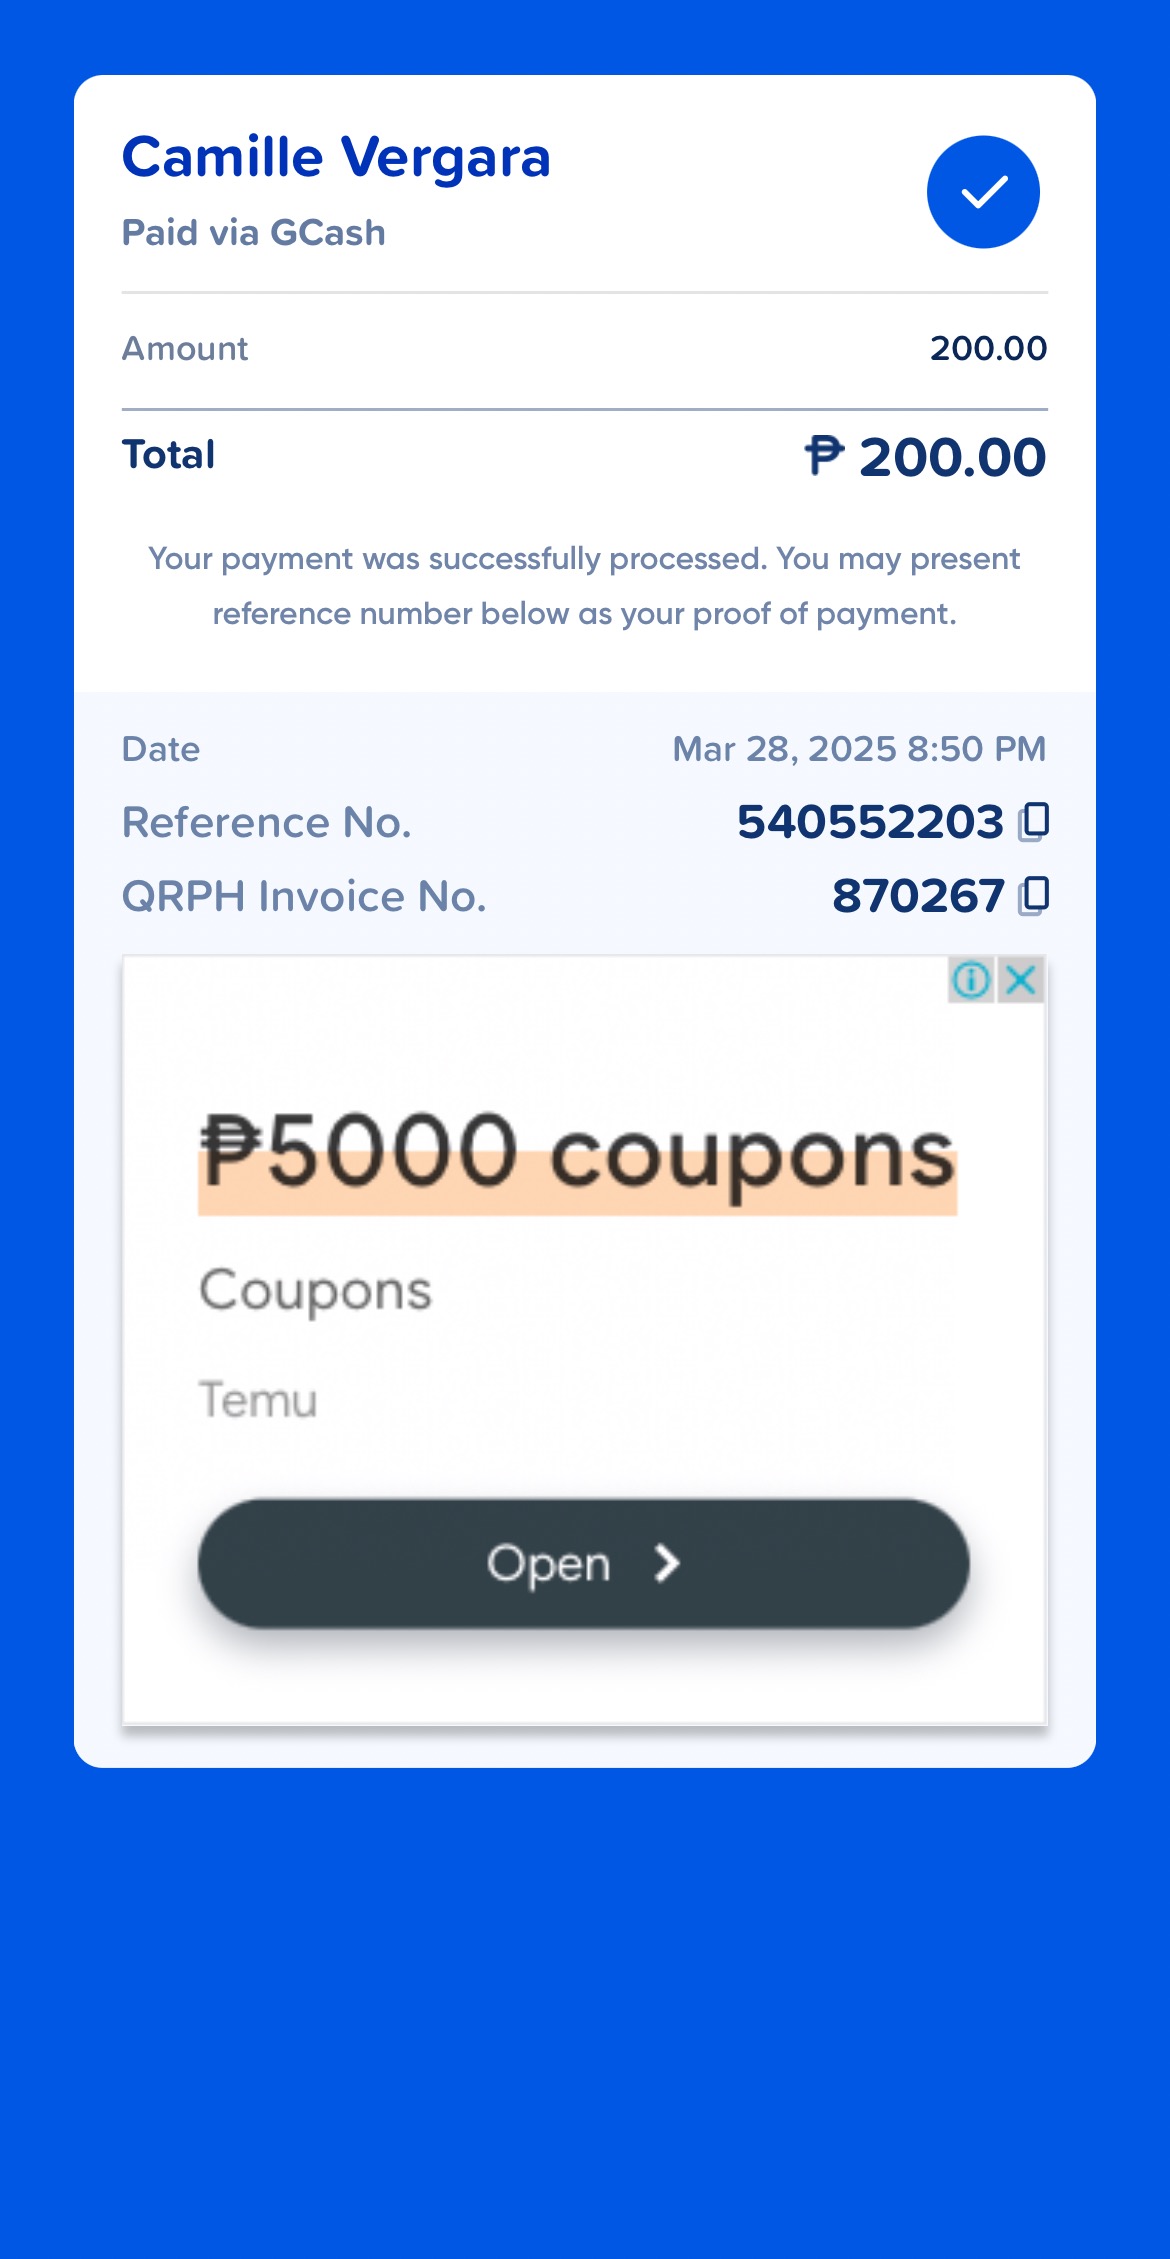 Camille Vergara
Paid via GCash
Amount 200.00
Total ₱ 200.00
Your payment was successfully processed. You may present
reference number below as your proof of payment.
Date Mar 28, 2025 8:50 PM
Reference No. 540552203
QRPH Invoice No. 870267
₱5000 coupons
Coupons
Temu
Open